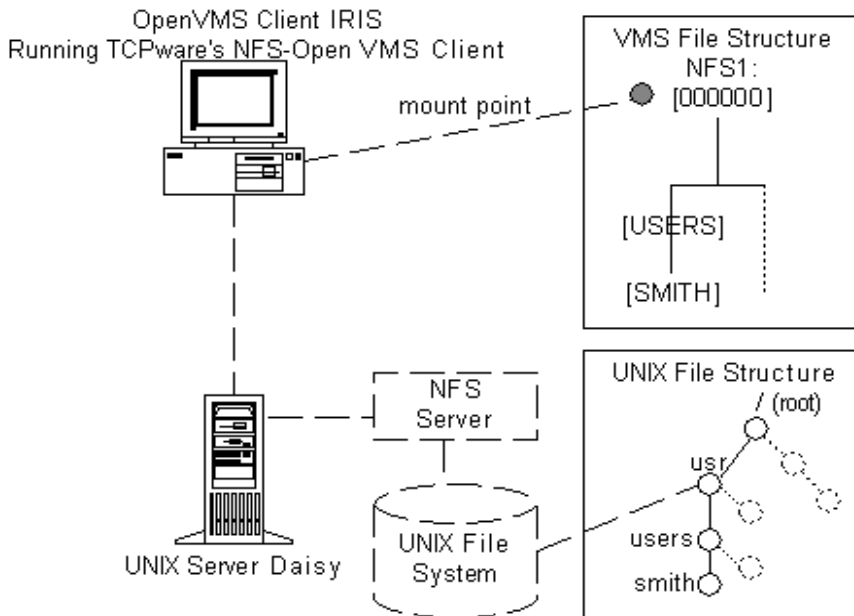 OpenVMS Client IRIS
Running TCPware's NFS-Open VMS Client
mount point
VMS File Structure
NFS1:
[000000]
[USERS]
[SMITH]
NFS
Server
UNIX File
System
UNIX Server Daisy
UNIX File Structure
/ (root)
usr
users
smith